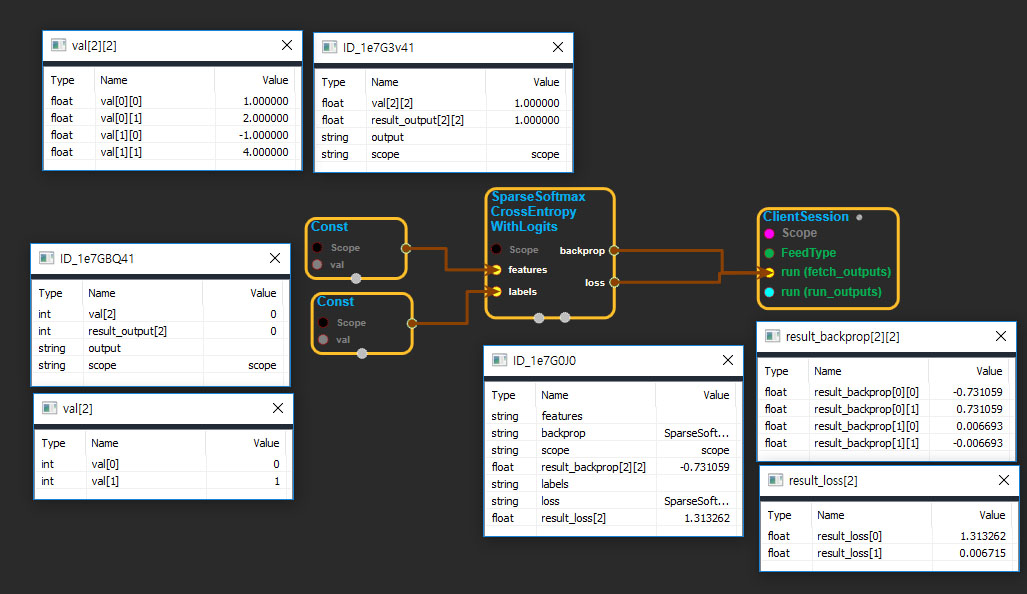 val[2][2]
Type Name Value
float val[0][0] 1.000000
float val[0][1] 2.000000
float val[1][0] -1.000000
float val[1][1] 4.000000
ID_1e7G3v41
Type Name Value
float val[2][2] 1.000000
float result_output[2][2] 1.000000
string output
string scope scope
Const
Scope
val
Const
Scope
val
SparseSoftmax
CrossEntropy
WithLogits
Scope backprop
features
loss
labels
ClientSession
Scope
FeedType
run (fetch_outputs)
run (run_outputs)
ID_1e7GBQ41
Type Name Value
int val[2] 0
int result_output[2] 0
string output
string scope scope
val[2]
Type Name Value
int val[0] 0
int val[1] 1
ID_1e7G0J0
Type Name Value
string features
string backprop SparseSoft...
string scope scope
float result_backprop[2][2] -0.731059
string labels
string loss SparseSoft...
float result_loss[2] 1.313262
result_backprop[2][2]
Type Name Value
float result_backprop[0][0] -0.731059
float result_backprop[0][1] 0.731059
float result_backprop[1][0] 0.006693
float result_backprop[1][1] -0.006693
result_loss[2]
Type Name Value
float result_loss[0] 1.313262
float result_loss[1] 0.006715